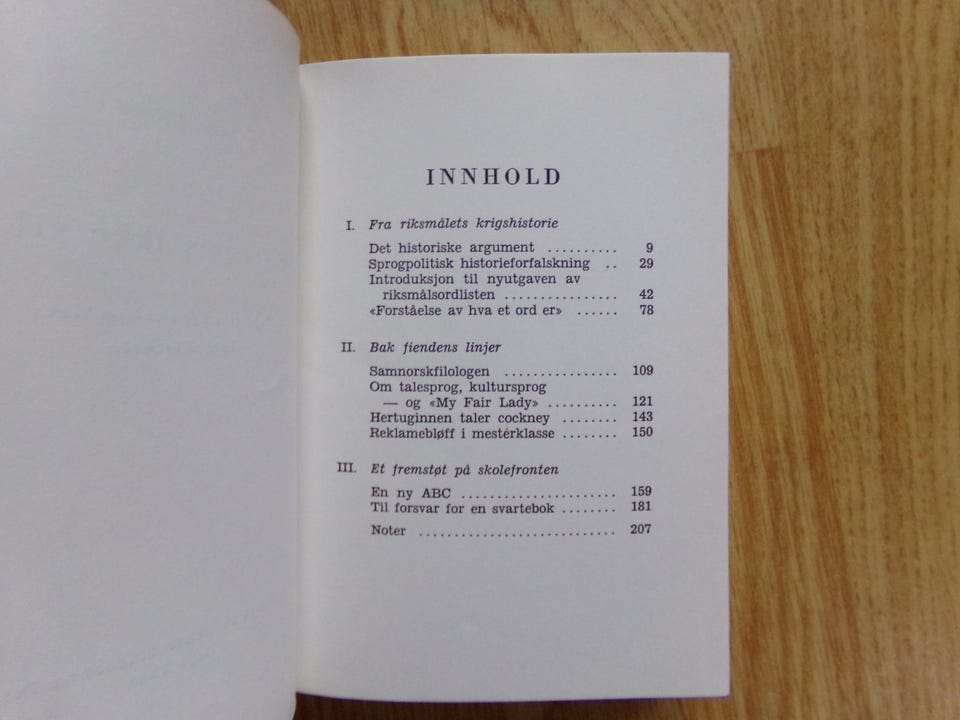 INNHOLD
I. Fra riksmålets krigshistorie
Det historiske argument .......... 9
Sprogpolitisk historieforfalskning .. 29
Introduksjon til nyutgaven av
riksmålsordlisten ................ 42
«Forståelse av hva et ord er» ...... 78
II. Bak fiendens linjer
Samnorskfilologen ................ 109
Om talesprog, kultursprog
— og «My Fair Lady» .......... 121
Hertuginnen taler cockney ........ 143
Reklamebløff i mesterklasse ........ 150
III. Et fremstøt på skolefronten
En ny ABC ...................... 159
Til forsvar for en svartebok ........ 181
Noter ............................ 207